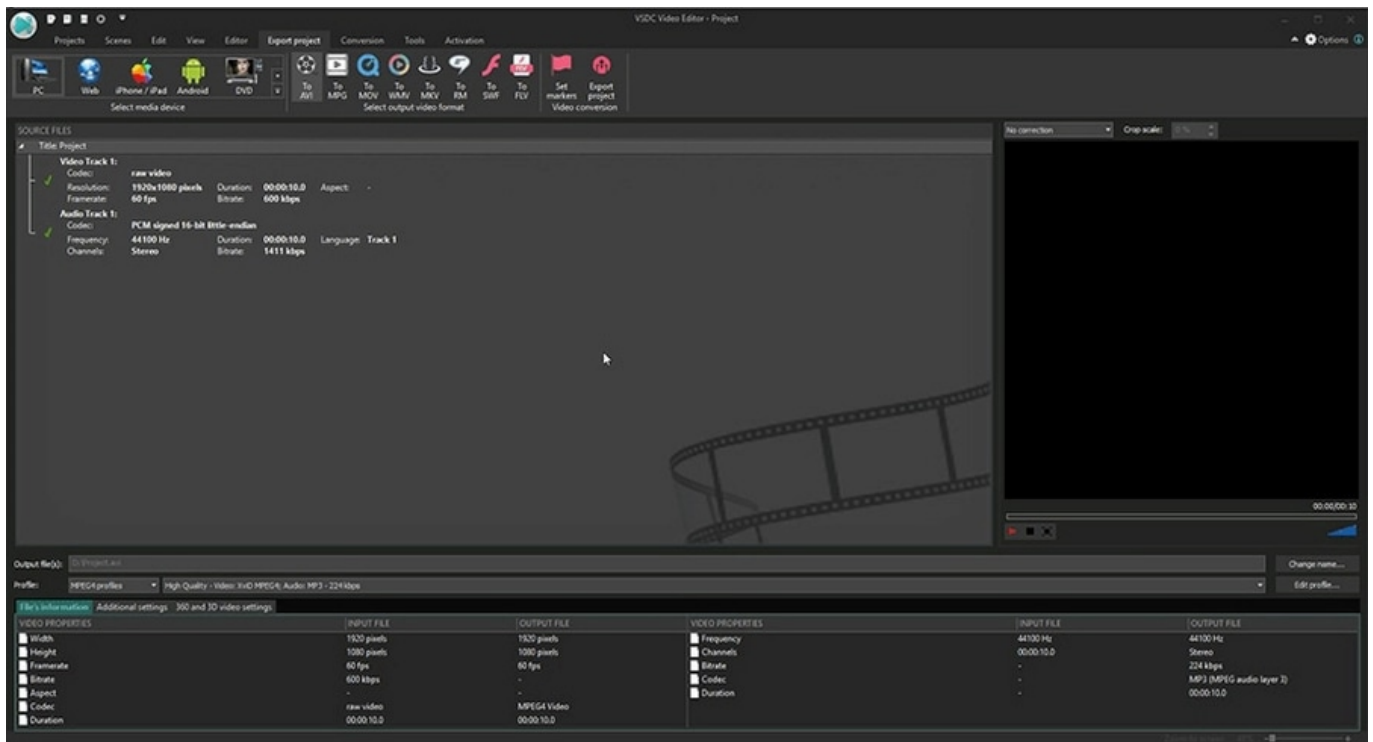 VSDC Video Editor - Project
Projects Scenes Edit View Editor Export project Conversion Tools Activation
Options
PC Web iPhone / iPad Android DVD To AVI To MPG To MOV To WMV To MKV To RM To SWF To FLV Set markers Export project
Select media device Select output video format Video conversion
SOURCE FILES
No correction Crop scale: 0 %
Title: Project
Video Track 1:
Codec: raw video
Resolution: 1920x1080 pixels Duration: 00:00:10.0 Aspect: -
Framerate: 60 fps Bitrate: 600 kbps
Audio Track 1:
Codec: PCM signed 16-bit little-endian
Frequency: 44100 Hz Duration: 00:00:10.0 Language: Track 1
Channels: Stereo Bitrate: 1411 kbps
00:00/00:10
Output file(s): D:\Project.avi Change name...
Profile: MPEG4 profiles High Quality - Video: XviD MPEG4; Audio: MP3 - 224 kbps Edit profile...
File's information Additional settings 360 and 3D video settings
VIDEO PROPERTIES INPUT FILE OUTPUT FILE VIDEO PROPERTIES INPUT FILE OUTPUT FILE
Width 1920 pixels 1920 pixels Frequency 44100 Hz 44100 Hz
Height 1080 pixels 1080 pixels Channels 00:00:10.0 Stereo
Framerate 60 fps 60 fps Bitrate - 224 kbps
Bitrate 600 kbps - Codec - MP3 (MPEG audio layer 3)
Aspect - - Duration 00:00:10.0
Codec raw video MPEG4 Video
Duration 00:00:10.0 00:00:10.0